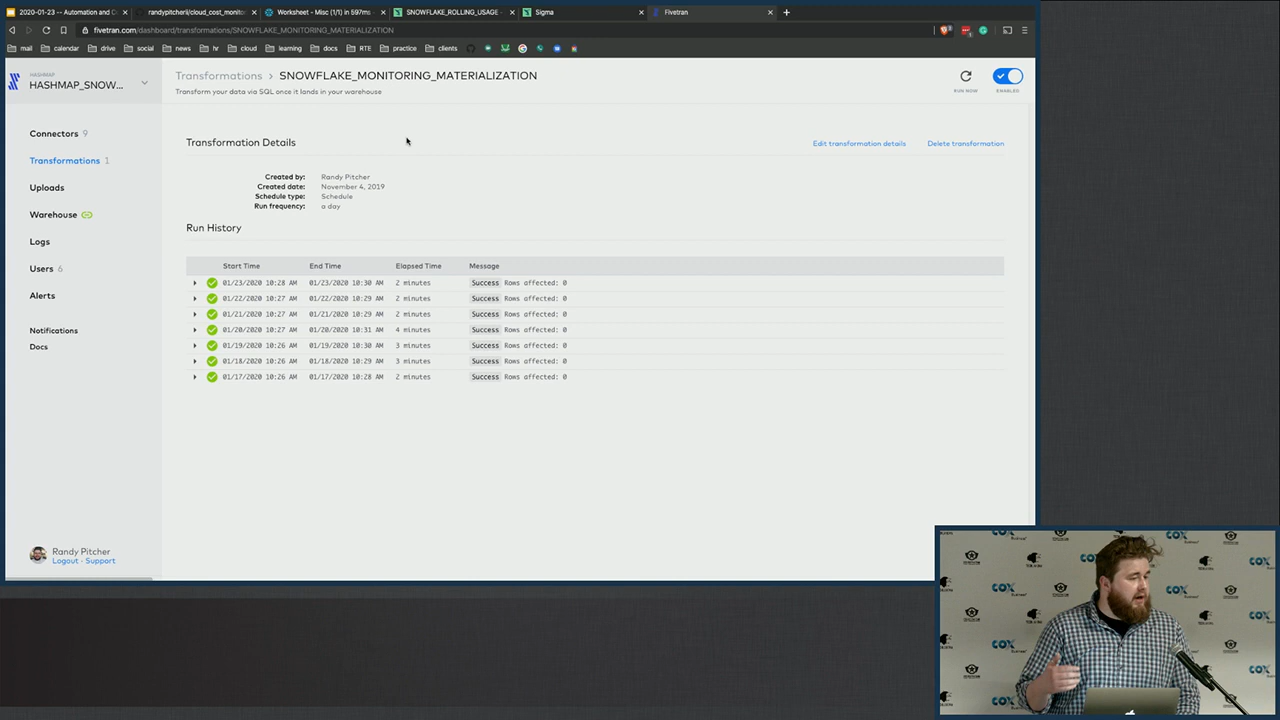 2020-01-23 -- Automation and C
randypitcherii/cloud_cost_monit
Worksheet - Misc (1/1) in 597ms
SNOWFLAKE_ROLLING_USAGE -
Sigma
Fivetran
fivetran.com/dashboard/transformations/SNOWFLAKE_MONITORING_MATERIALIZATION
mail calendar drive social news hr cloud learning docs RTE practice clients
HASHMAP
HASHMAP_SNOW...
Transformations > SNOWFLAKE_MONITORING_MATERIALIZATION
Transform your data via SQL once it lands in your warehouse
RUN NOW
ENABLED
Connectors 9
Transformations 1
Uploads
Warehouse
Logs
Users 6
Alerts
Notifications
Docs
Randy Pitcher
Logout - Support
Transformation Details
Edit transformation details
Delete transformation
Created by: Randy Pitcher
Created date: November 4, 2019
Schedule type: Schedule
Run frequency: a day
Run History
Start Time End Time Elapsed Time Message
01/23/2020 10:28 AM 01/23/2020 10:30 AM 2 minutes Success Rows affected: 0
01/22/2020 10:27 AM 01/22/2020 10:29 AM 2 minutes Success Rows affected: 0
01/21/2020 10:27 AM 01/21/2020 10:29 AM 2 minutes Success Rows affected: 0
01/20/2020 10:27 AM 01/20/2020 10:31 AM 4 minutes Success Rows affected: 0
01/19/2020 10:26 AM 01/19/2020 10:30 AM 3 minutes Success Rows affected: 0
01/18/2020 10:26 AM 01/18/2020 10:29 AM 3 minutes Success Rows affected: 0
01/17/2020 10:26 AM 01/17/2020 10:28 AM 2 minutes Success Rows affected: 0
COX
COX
COX
COX
COX